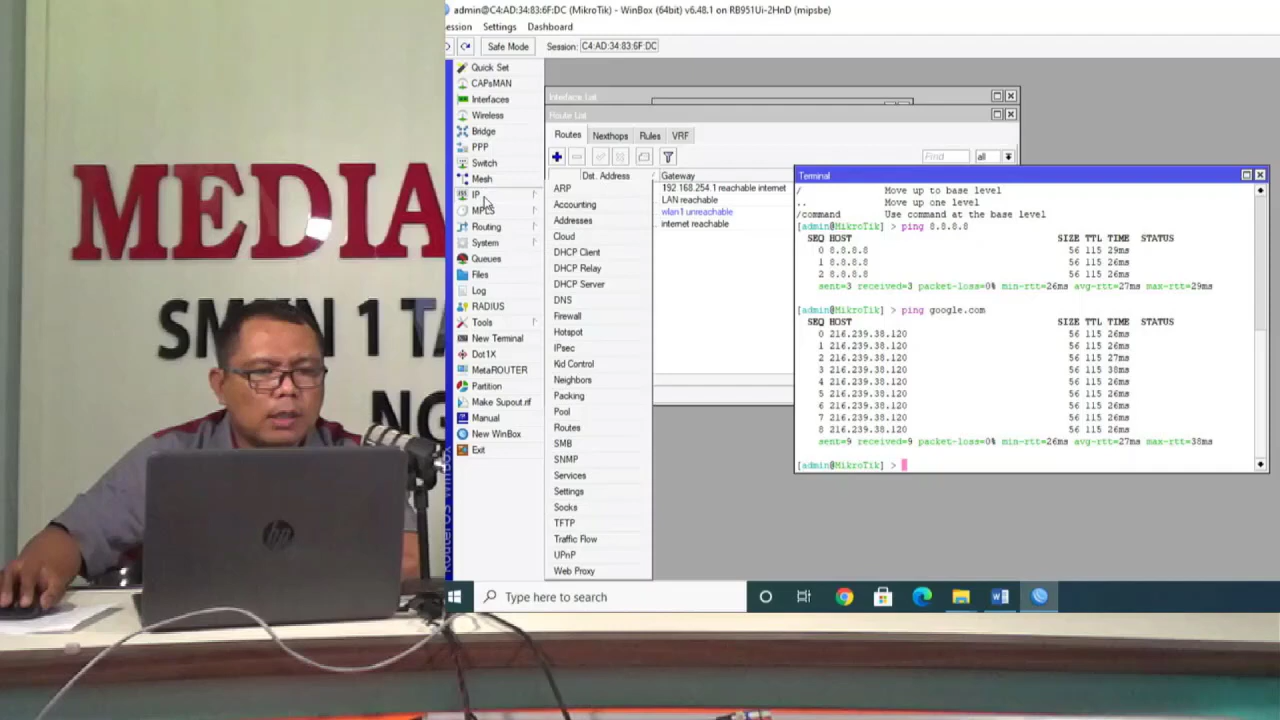 admin@C4:AD:34:83:6F:DC (MikroTik) - WinBox (64bit) v6.48.1 on RB951Ui-2HnD (mipsbe)
ession Settings Dashboard
Safe Mode Session: C4:AD:34:83:6F:DC
Quick Set
CAPsMAN
Interfaces
Wireless
Bridge
PPP
Switch
Mesh
IP
MPLS
Routing
System
Queues
Files
Log
RADIUS
Tools
New Terminal
Dot1X
MetaROUTER
Partition
Make Supout.rif
Manual
New WinBox
Exit
RouterOS WinBox
Interface List
Route List
Routes Nexthops Rules VRF
Find all
Dst. Address Gateway
192.168.254.1 reachable internet
LAN reachable
wlan1 unreachable
internet reachable
ARP
Accounting
Addresses
Cloud
DHCP Client
DHCP Relay
DHCP Server
DNS
Firewall
Hotspot
IPsec
Kid Control
Neighbors
Packing
Pool
Routes
SMB
SNMP
Services
Settings
Socks
TFTP
Traffic Flow
UPnP
Web Proxy
Terminal
/ Move up to base level
.. Move up one level
/command Use command at the base level
[admin@MikroTik] > ping 8.8.8.8
SEQ HOST SIZE TTL TIME STATUS
0 8.8.8.8 56 115 29ms
1 8.8.8.8 56 115 26ms
2 8.8.8.8 56 115 26ms
sent=3 received=3 packet-loss=0% min-rtt=26ms avg-rtt=27ms max-rtt=29ms
[admin@MikroTik] > ping google.com
SEQ HOST SIZE TTL TIME STATUS
0 216.239.38.120 56 115 26ms
1 216.239.38.120 56 115 26ms
2 216.239.38.120 56 115 27ms
3 216.239.38.120 56 115 38ms
4 216.239.38.120 56 115 26ms
5 216.239.38.120 56 115 26ms
6 216.239.38.120 56 115 26ms
7 216.239.38.120 56 115 26ms
8 216.239.38.120 56 115 26ms
sent=9 received=9 packet-loss=0% min-rtt=26ms avg-rtt=27ms max-rtt=38ms
[admin@MikroTik] >
Type here to search
MEDIA
SMKN 1 TA
NG
hp